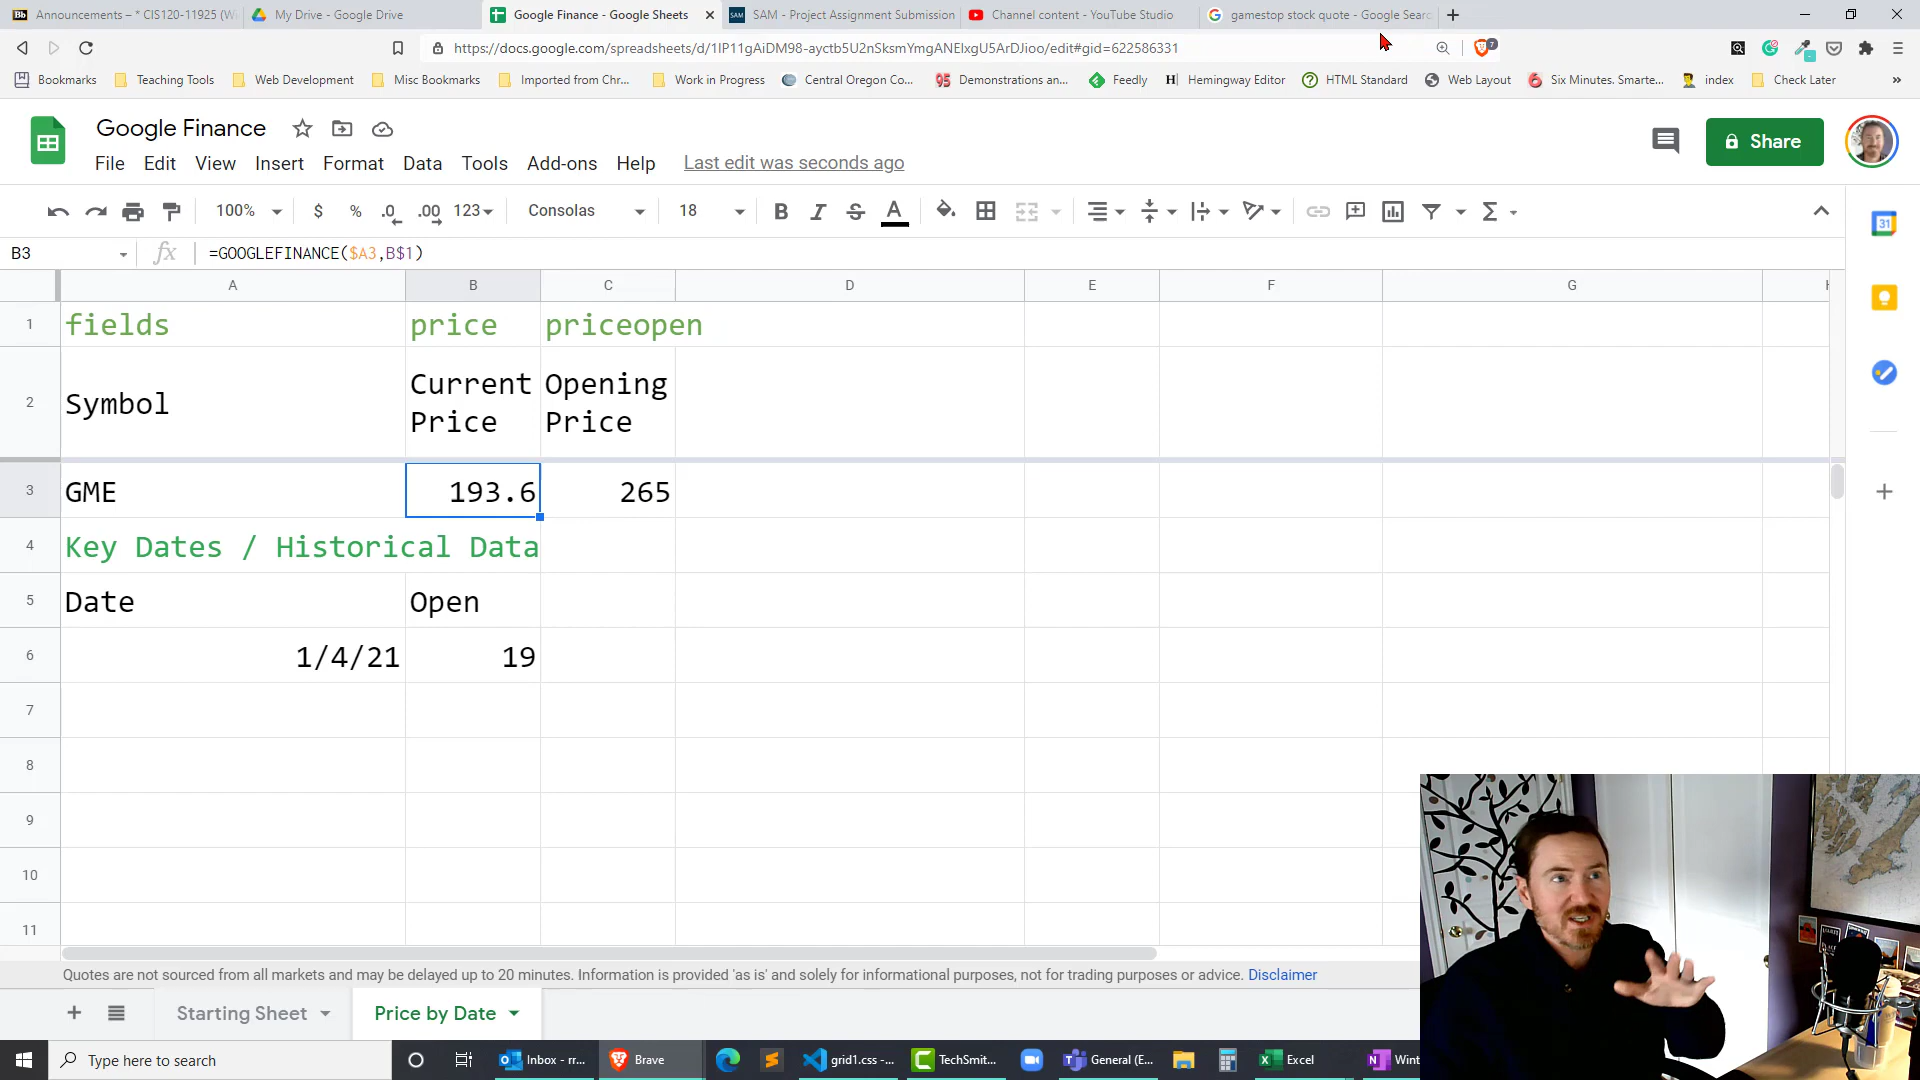 Announcements – * CIS120-11925 (Wi
My Drive - Google Drive
Google Finance - Google Sheets
SAM - Project Assignment Submission
Channel content - YouTube Studio
gamestop stock quote - Google Searc
https://docs.google.com/spreadsheets/d/1IP11gAiDM98-ayctb5U2nSksmYmgANEIxgU5ArDJioo/edit#gid=622586331
7
Bookmarks
Teaching Tools
Web Development
Misc Bookmarks
Imported from Chr...
Work in Progress
Central Oregon Co...
Demonstrations an...
Feedly
Hemingway Editor
HTML Standard
Web Layout
Six Minutes. Smarte...
index
Check Later
Google Finance
File Edit View Insert Format Data Tools Add-ons Help Last edit was seconds ago
Share
100% $ % .0 .00 123 Consolas 18 B I S A
31
B3 fx =GOOGLEFINANCE($A3,B$1)
A B C D E F G
1 fields price priceopen
2 Symbol Current Price Opening Price
3 GME 193.6 265
4 Key Dates / Historical Data
5 Date Open
6 1/4/21 19
7
8
9
10
11
Quotes are not sourced from all markets and may be delayed up to 20 minutes. Information is provided 'as is' and solely for informational purposes, not for trading purposes or advice. Disclaimer
Starting Sheet
Price by Date
Type here to search
Inbox - rr...
Brave
grid1.css -...
TechSmit...
General (E...
Excel
Wint